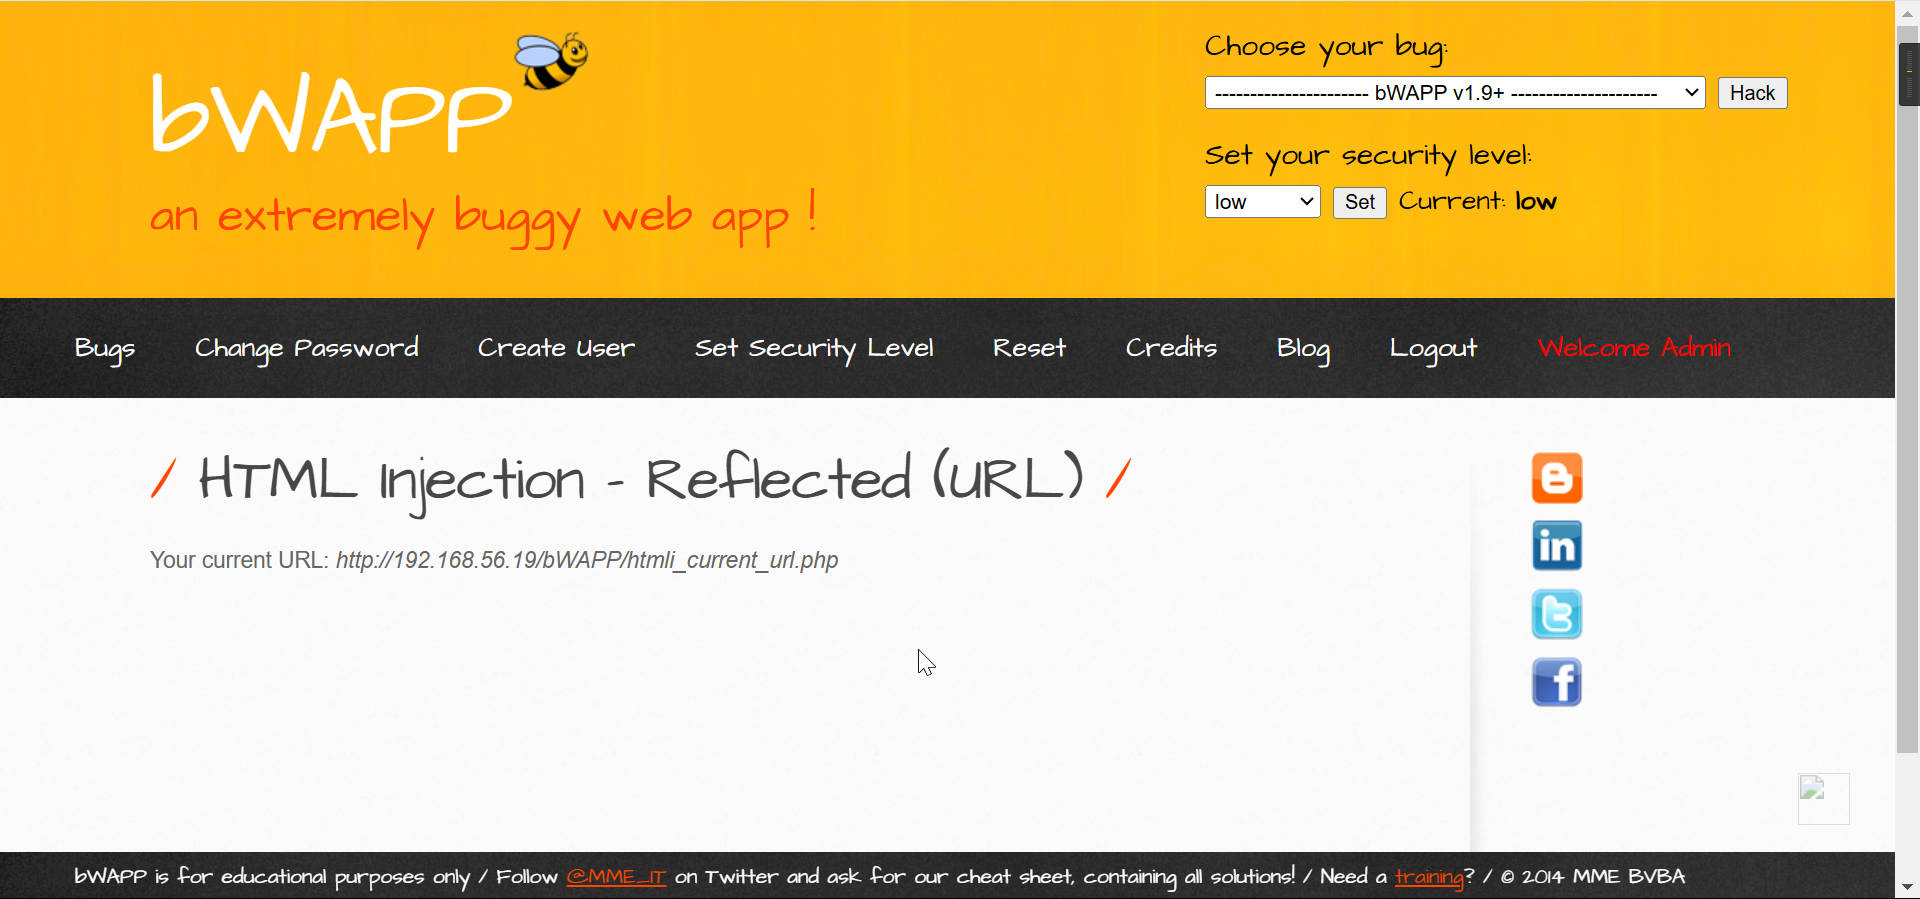 bWAPP
an extremely buggy web app !
Choose your bug:
---------------------- bWAPP v1.9+ --------------------- Hack
Set your security level:
low Set Current: low
Bugs Change Password Create User Set Security Level Reset Credits Blog Logout Welcome Admin
/ HTML Injection - Reflected (URL) /
Your current URL: http://192.168.56.19/bWAPP/htmli_current_url.php
in
t
f
bWAPP is for educational purposes only / Follow @MME_IT on Twitter and ask for our cheat sheet, containing all solutions! / Need a training? / © 2014 MME BVBA